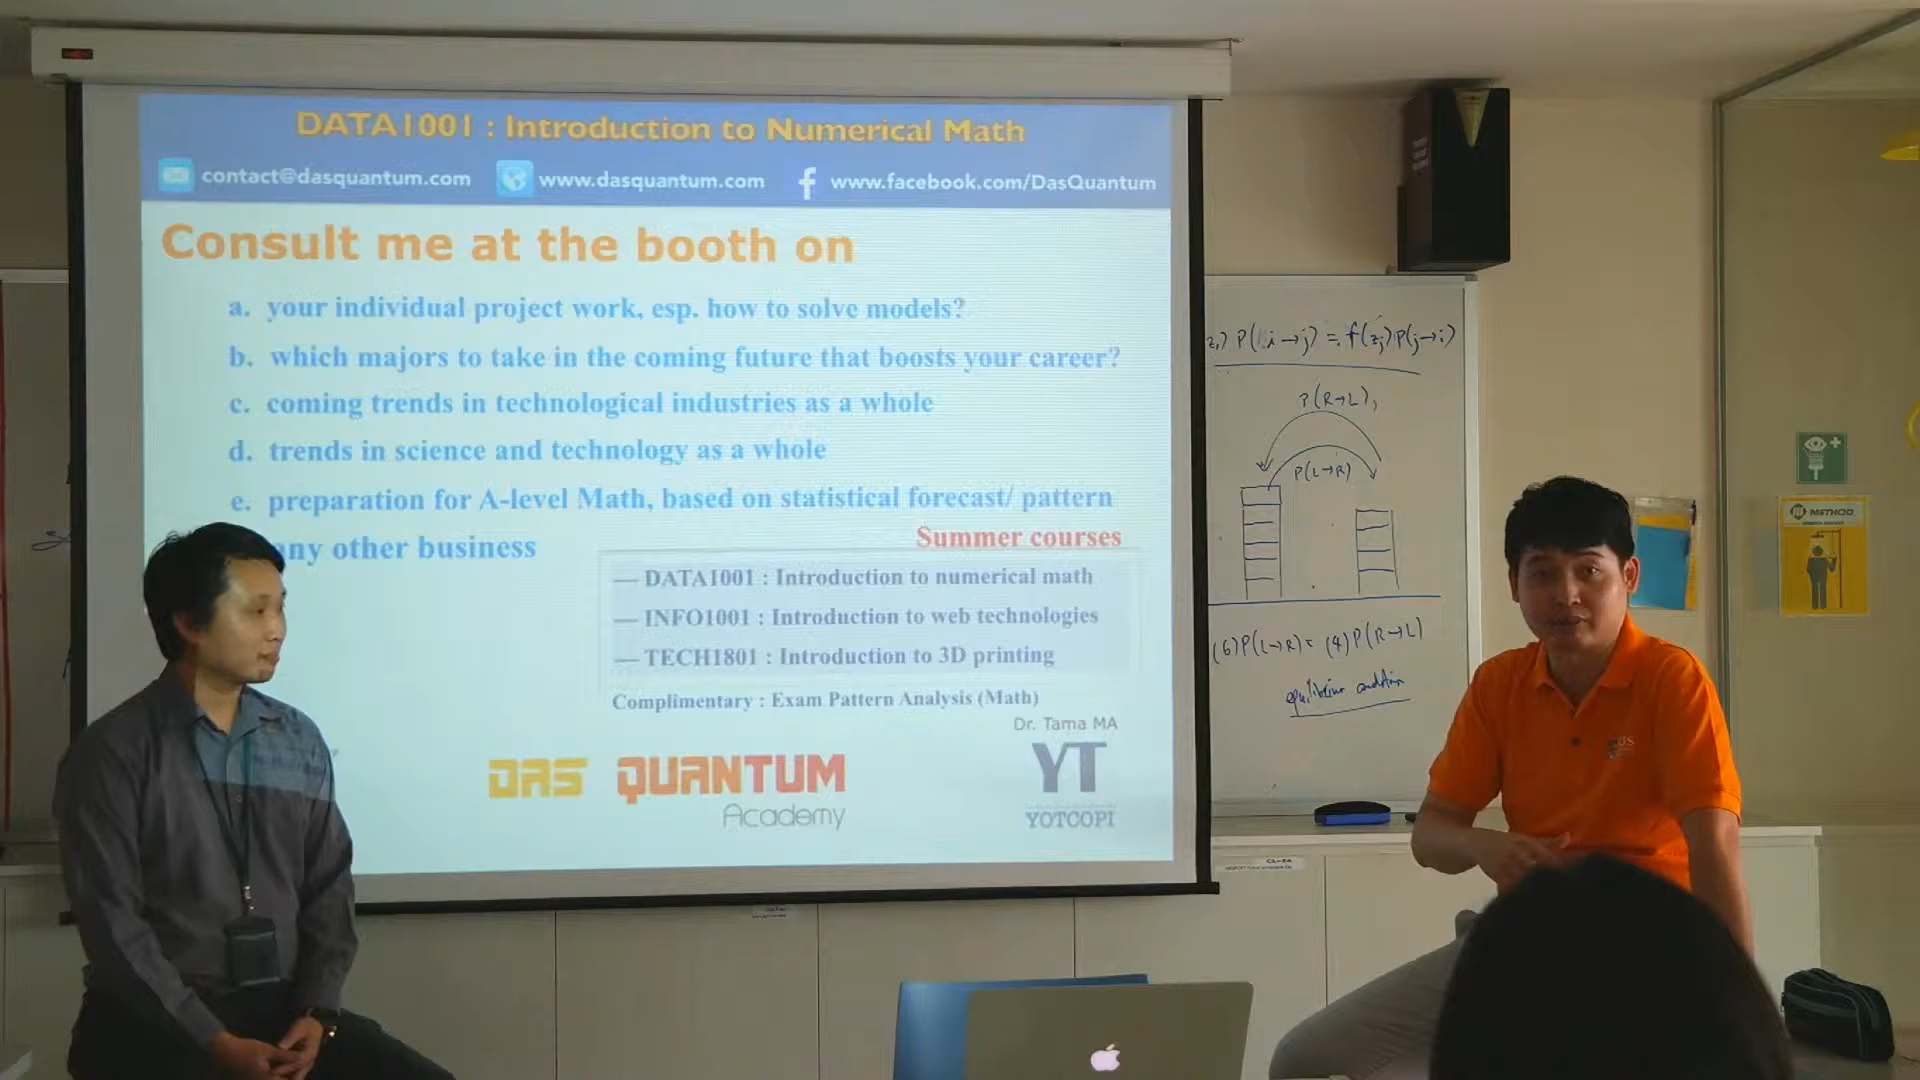 DATA1001 : Introduction to Numerical Math
contact@dasquantum.com www.dasquantum.com www.facebook.com/DasQuantum
Consult me at the booth on
a. your individual project work, esp. how to solve models?
b. which majors to take in the coming future that boosts your career?
c. coming trends in technological industries as a whole
d. trends in science and technology as a whole
e. preparation for A-level Math, based on statistical forecast/ pattern
any other business
Summer courses
— DATA1001 : Introduction to numerical math
— INFO1001 : Introduction to web technologies
— TECH1801 : Introduction to 3D printing
Complimentary : Exam Pattern Analysis (Math)
Dr. Tama MA
DAS QUANTUM
Academy
YT
YOTCOPI
P(i→j) = f(zj) P(j→i)
P(R→L)
P(L→R)
(6)P(L→R) = (4)P(R→L)
equilibrium condition
METHOD